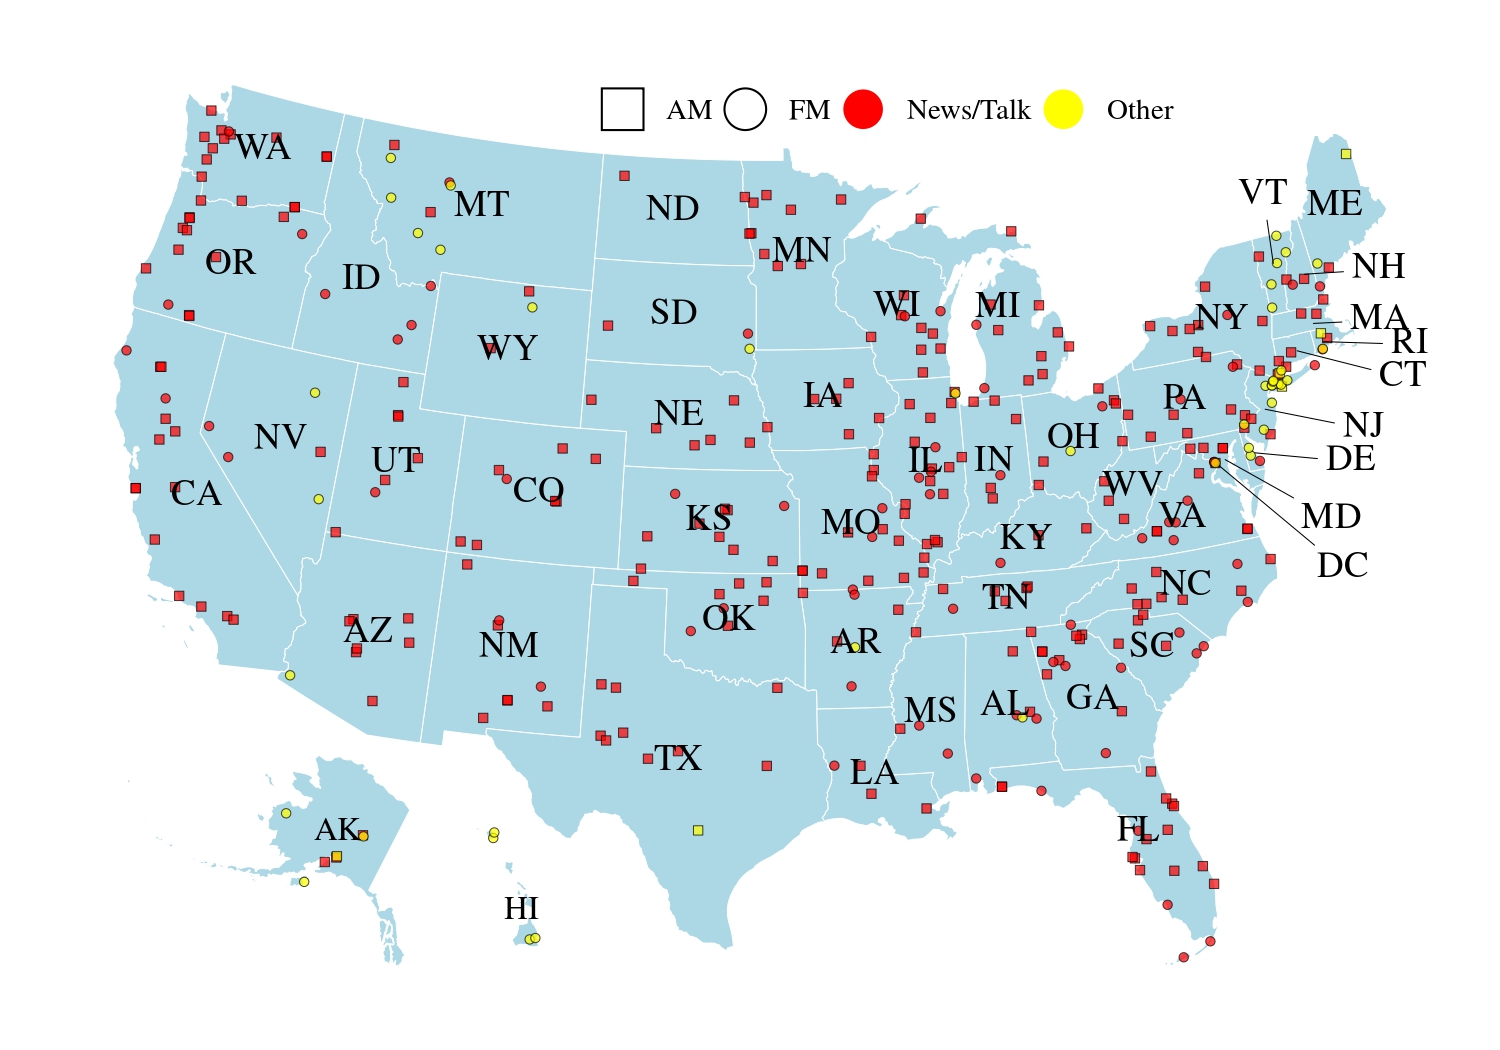 AM FM News/Talk Other
WA
MT
ND
MN
VT
ME
OR
ID
WI
MI
NH
SD
NY
MA
RI
WY
CT
IA
NE
PA
NV
OH
NJ
UT
IL
IN
DE
CO
CA
WV
KS
MO
VA
MD
KY
DC
NC
TN
OK
AZ
NM
AR
SC
MS
AL
GA
TX
LA
AK
FL
HI